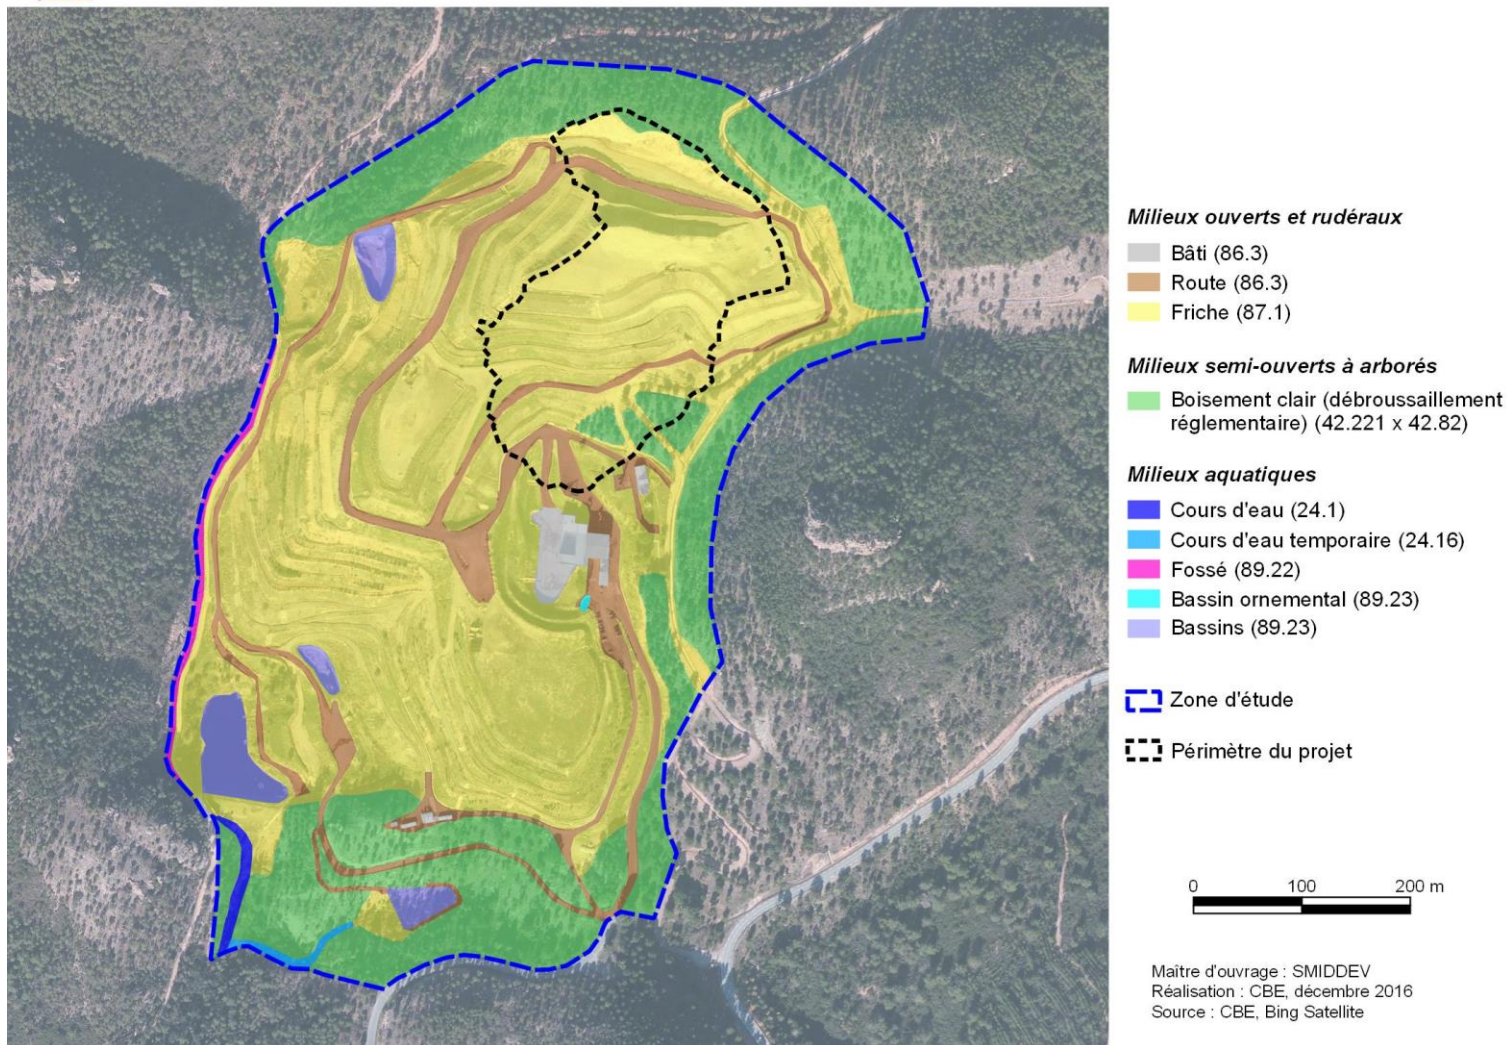 Milieux ouverts et rudéraux
Bâti (86.3)
Route (86.3)
Friche (87.1)
Milieux semi-ouverts à arborés
Boisement clair (débroussaillement
réglementaire) (42.221 x 42.82)
Milieux aquatiques
Cours d'eau (24.1)
Cours d'eau temporaire (24.16)
Fossé (89.22)
Bassin ornemental (89.23)
Bassins (89.23)
Zone d'étude
Périmètre du projet
0 100 200 m
Maître d'ouvrage : SMIDDEV
Réalisation : CBE, décembre 2016
Source : CBE, Bing Satellite